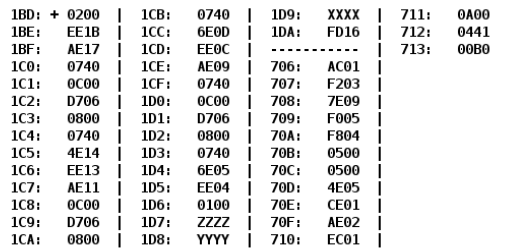 1BD: + 0200 | 1CB: 0740 | 1D9: XXXX | 711: 0A00
1BE: EE1B | 1CC: 6E0D | 1DA: FD16 | 712: 0441
1BF: AE17 | 1CD: EE0C | ----------- | 713: 00B0
1C0: 0740 | 1CE: AE09 | 706: AC01 |
1C1: 0C00 | 1CF: 0740 | 707: F203 |
1C2: D706 | 1D0: 0C00 | 708: 7E09 |
1C3: 0800 | 1D1: D706 | 709: F005 |
1C4: 0740 | 1D2: 0800 | 70A: F804 |
1C5: 4E14 | 1D3: 0740 | 70B: 0500 |
1C6: EE13 | 1D4: 6E05 | 70C: 0500 |
1C7: AE11 | 1D5: EE04 | 70D: 4E05 |
1C8: 0C00 | 1D6: 0100 | 70E: CE01 |
1C9: D706 | 1D7: ZZZZ | 70F: AE02 |
1CA: 0800 | 1D8: YYYY | 710: EC01 |